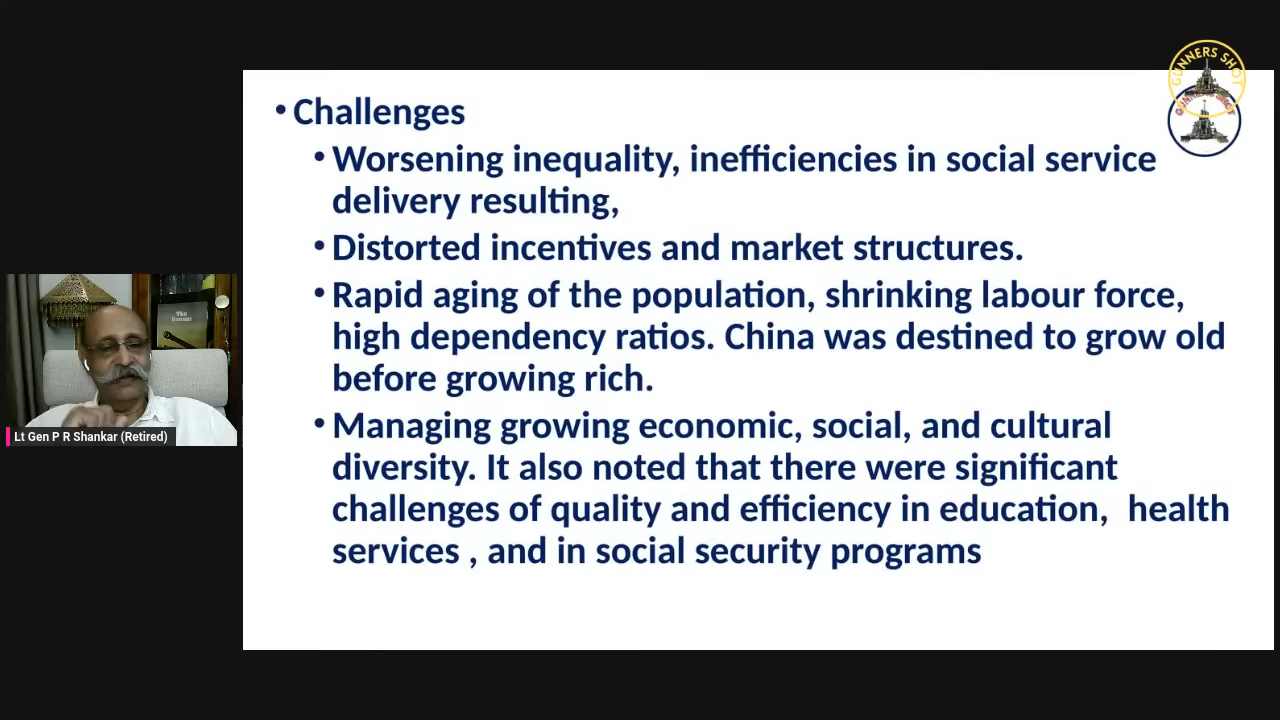 GUNNERS SHOT
• Challenges
• Worsening inequality, inefficiencies in social service
delivery resulting,
• Distorted incentives and market structures.
• Rapid aging of the population, shrinking labour force,
high dependency ratios. China was destined to grow old
before growing rich.
• Managing growing economic, social, and cultural
diversity. It also noted that there were significant
challenges of quality and efficiency in education,  health
services , and in social security programs
The
Gunner
Lt Gen P R Shankar (Retired)